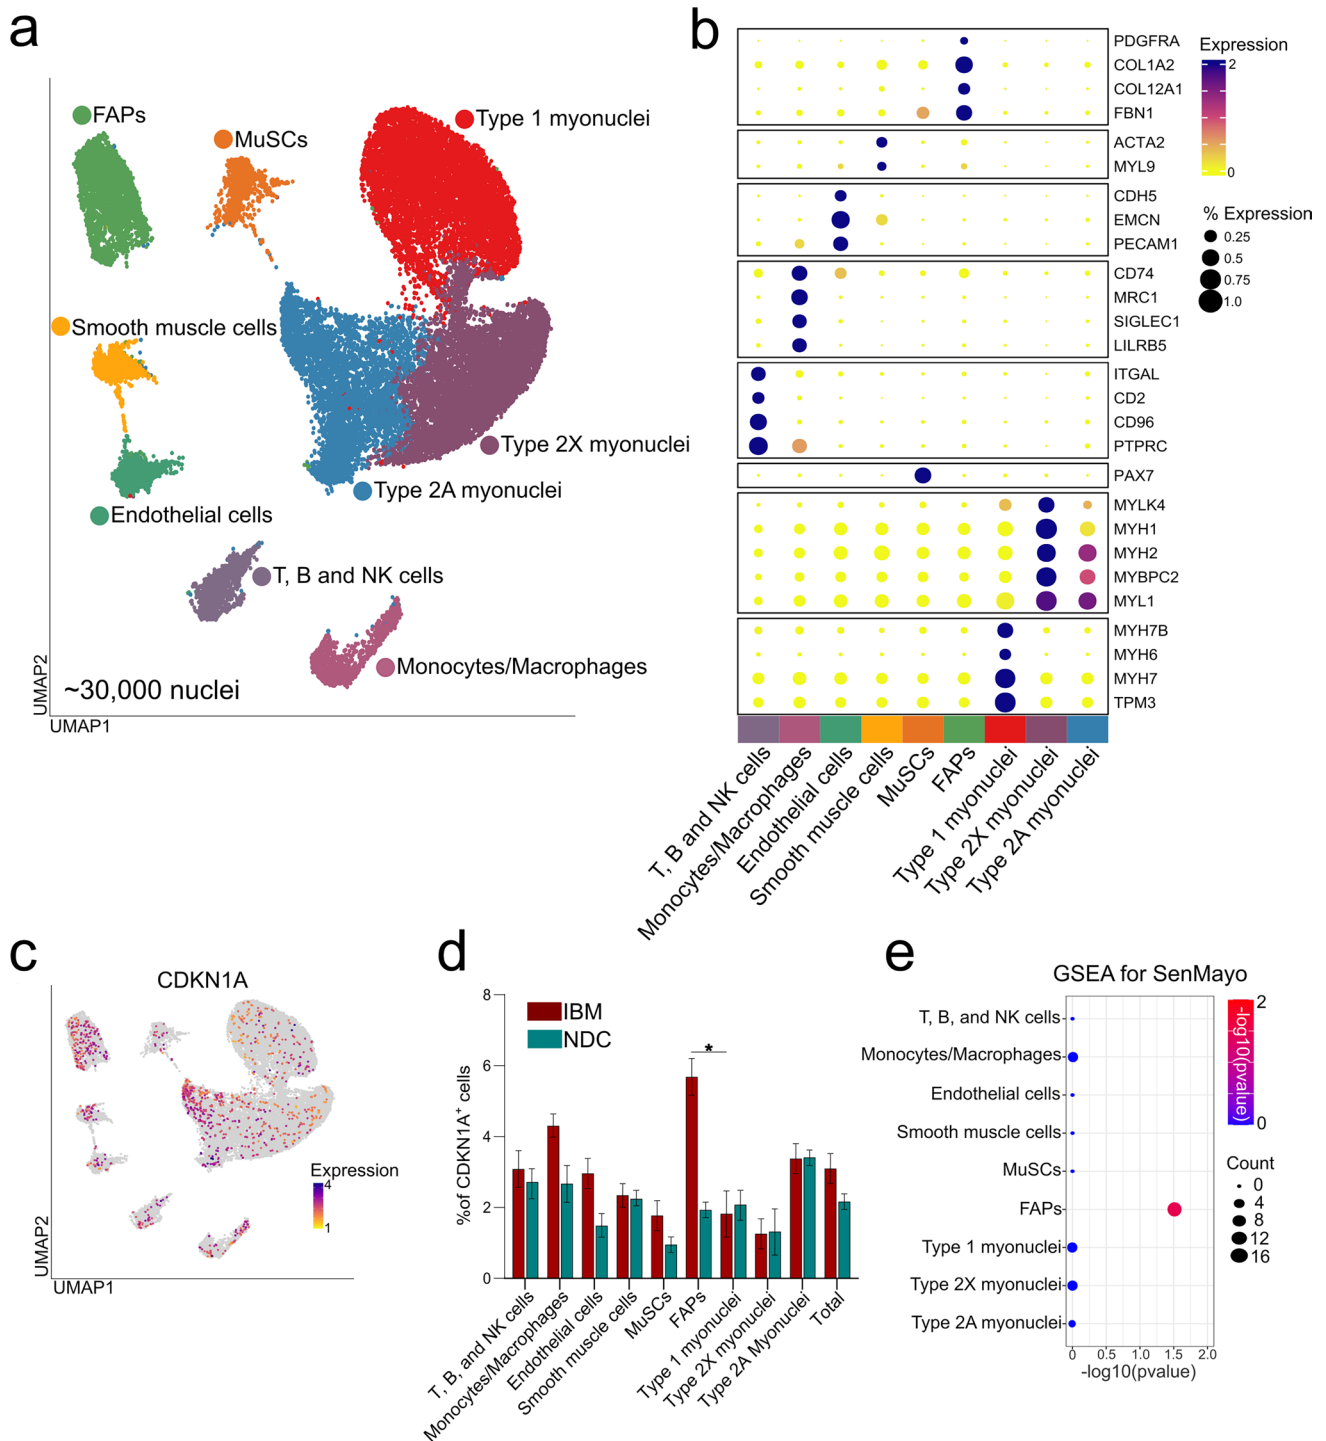 a
FAPs
MuSCs
Type 1 myonuclei
Smooth muscle cells
Type 2X myonuclei
Type 2A myonuclei
Endothelial cells
T, B and NK cells
Monocytes/Macrophages
~30,000 nuclei
UMAP2
UMAP1
b
PDGFRA
COL1A2
COL12A1
FBN1
ACTA2
MYL9
CDH5
EMCN
PECAM1
CD74
MRC1
SIGLEC1
LILRB5
ITGAL
CD2
CD96
PTPRC
PAX7
MYLK4
MYH1
MYH2
MYBPC2
MYL1
MYH7B
MYH6
MYH7
TPM3
Expression
2
0
% Expression
0.25
0.5
0.75
1.0
T, B and NK cells
Monocytes/Macrophages
Endothelial cells
Smooth muscle cells
MuSCs
FAPs
Type 1 myonuclei
Type 2X myonuclei
Type 2A myonuclei
c
CDKN1A
Expression
4
1
UMAP2
UMAP1
d
IBM
NDC
*
%of CDKN1A+ cells
8
6
4
2
0
T, B, and NK cells
Monocytes/Macrophages
Endothelial cells
Smooth muscle cells
MuSCs
FAPs
Type 1 myonuclei
Type 2X myonuclei
Type 2A Myonuclei
Total
e
GSEA for SenMayo
T, B, and NK cells
Monocytes/Macrophages
Endothelial cells
Smooth muscle cells
MuSCs
FAPs
Type 1 myonuclei
Type 2X myonuclei
Type 2A myonuclei
0 0.5 1.0 1.5 2.0
-log10(pvalue)
2
-log10(pvalue)
0
Count
0
4
8
12
16